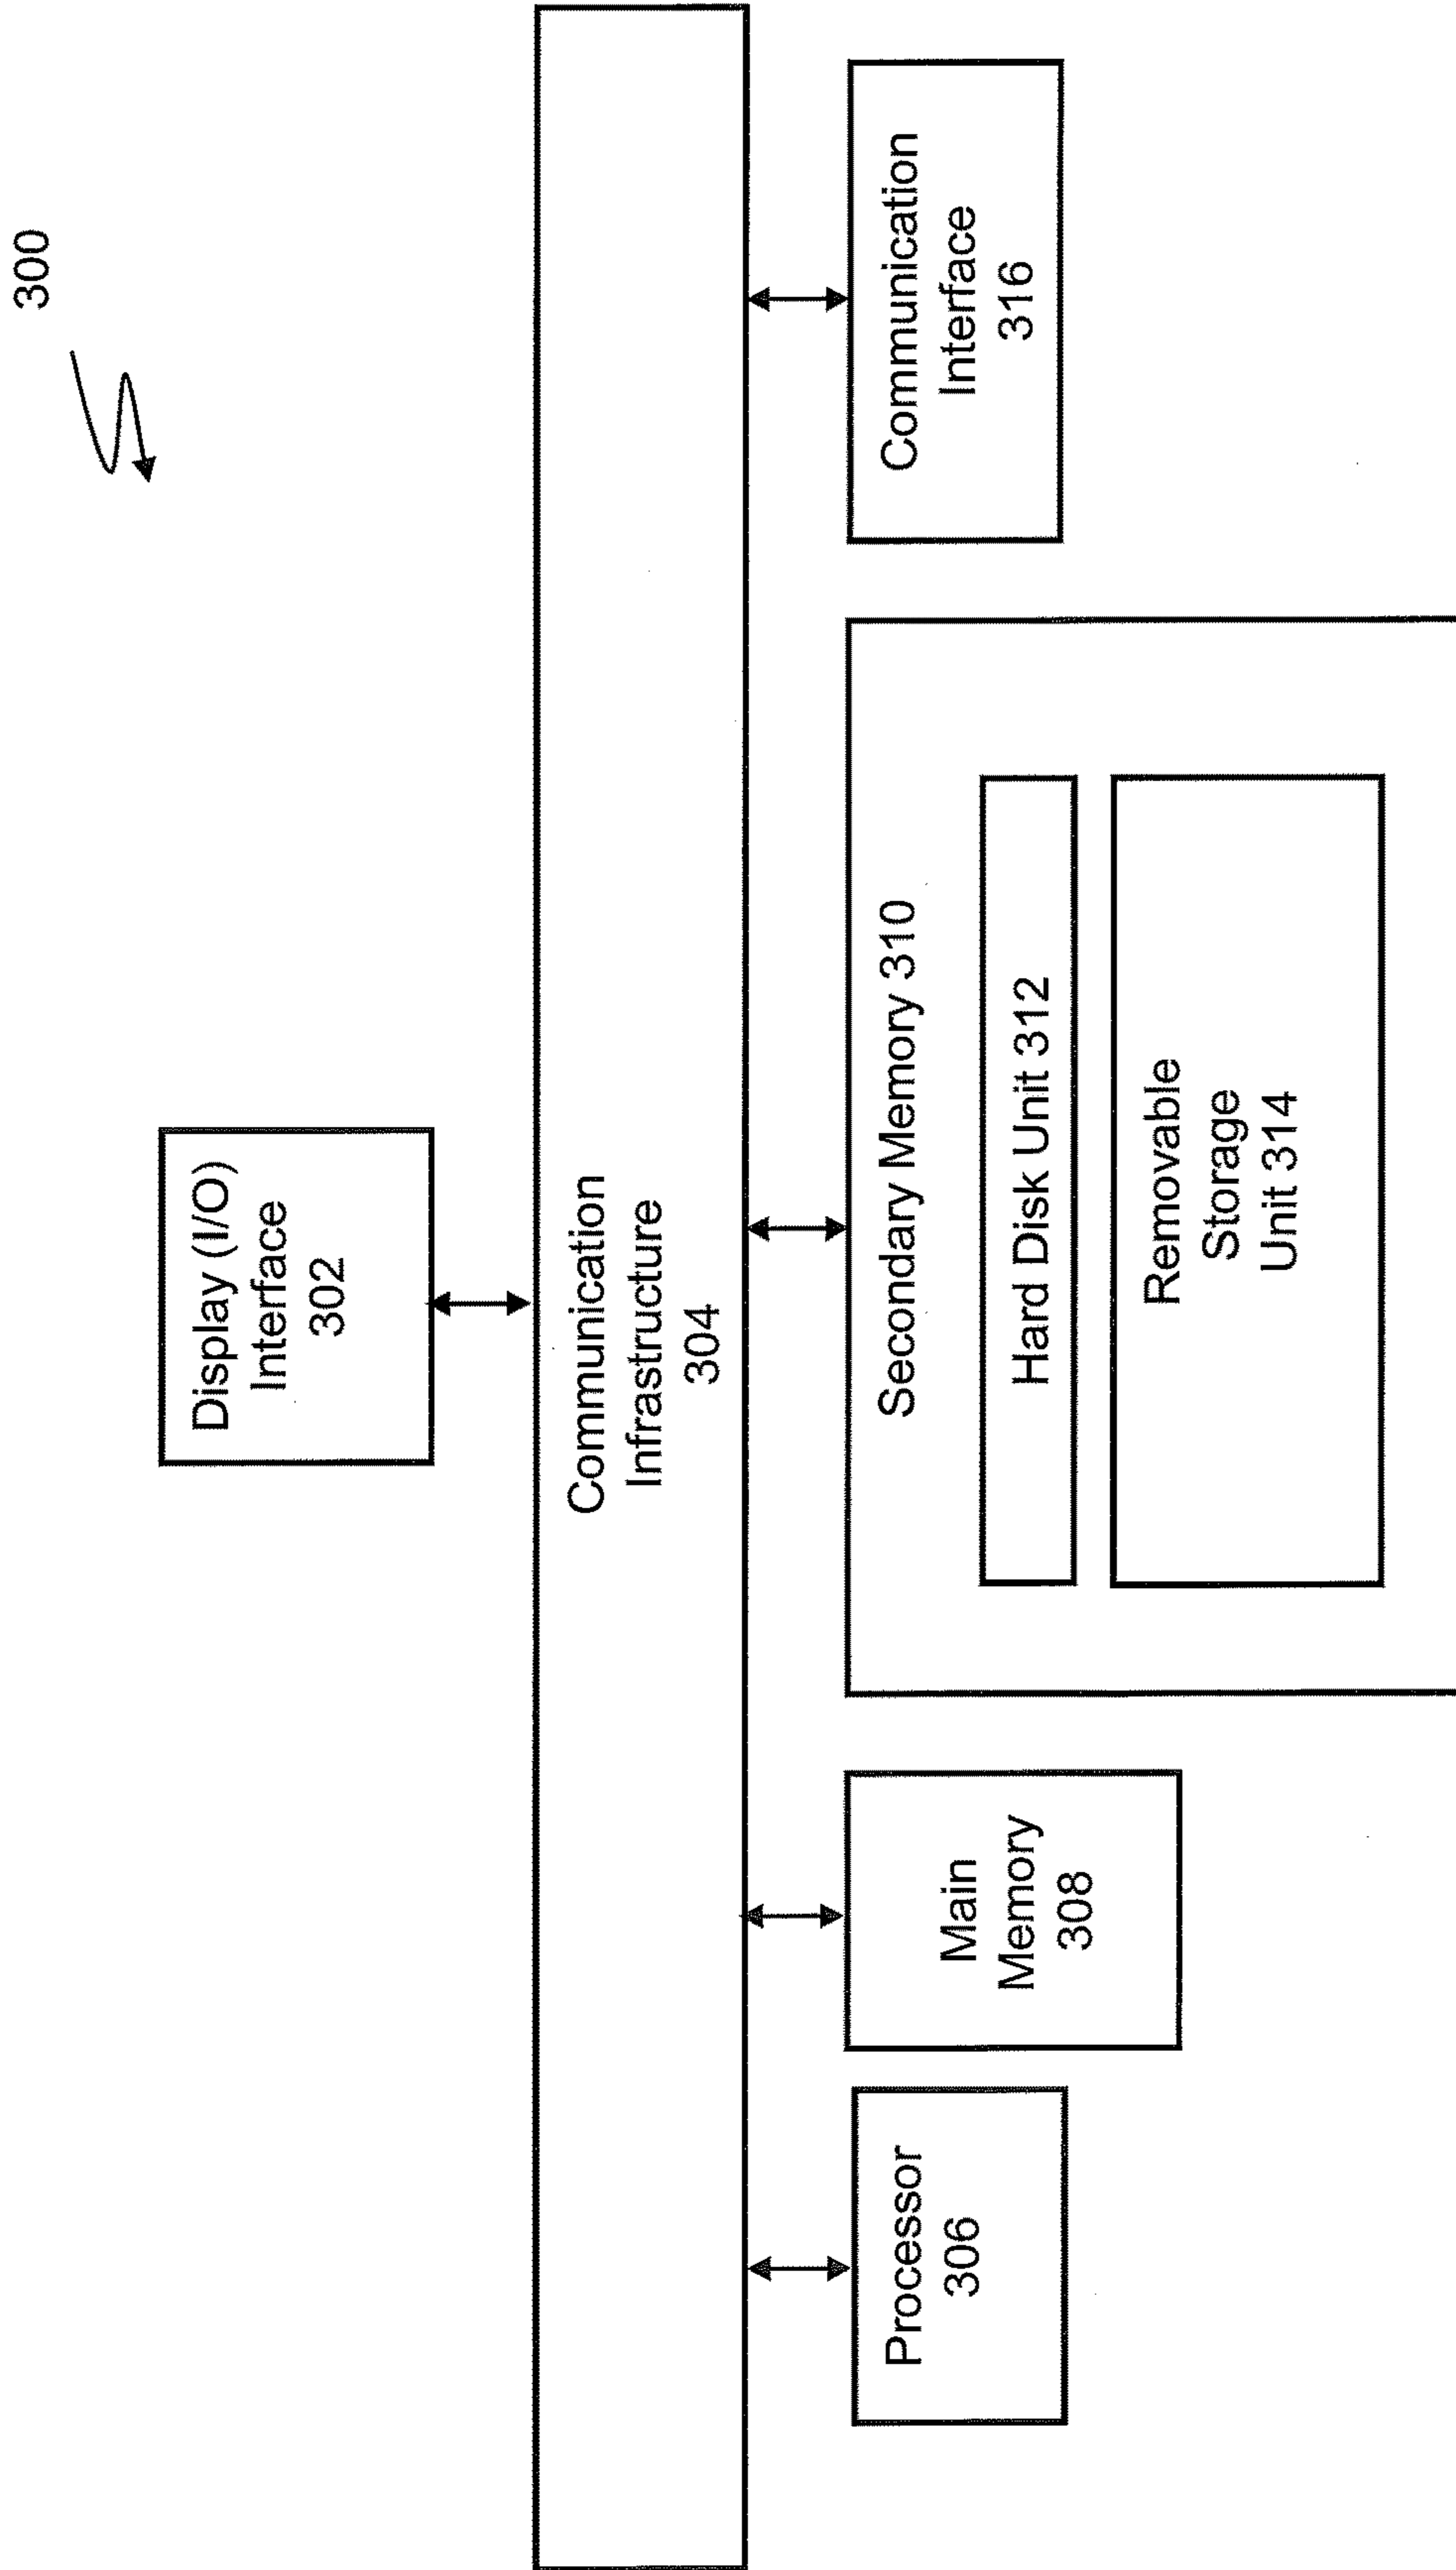 300
Display (I/O)
Interface
302
Communication
Infrastructure
304
Processor
306
Main
Memory
308
Secondary Memory 310
Hard Disk Unit 312
Removable
Storage
Unit 314
Communication
Interface
316